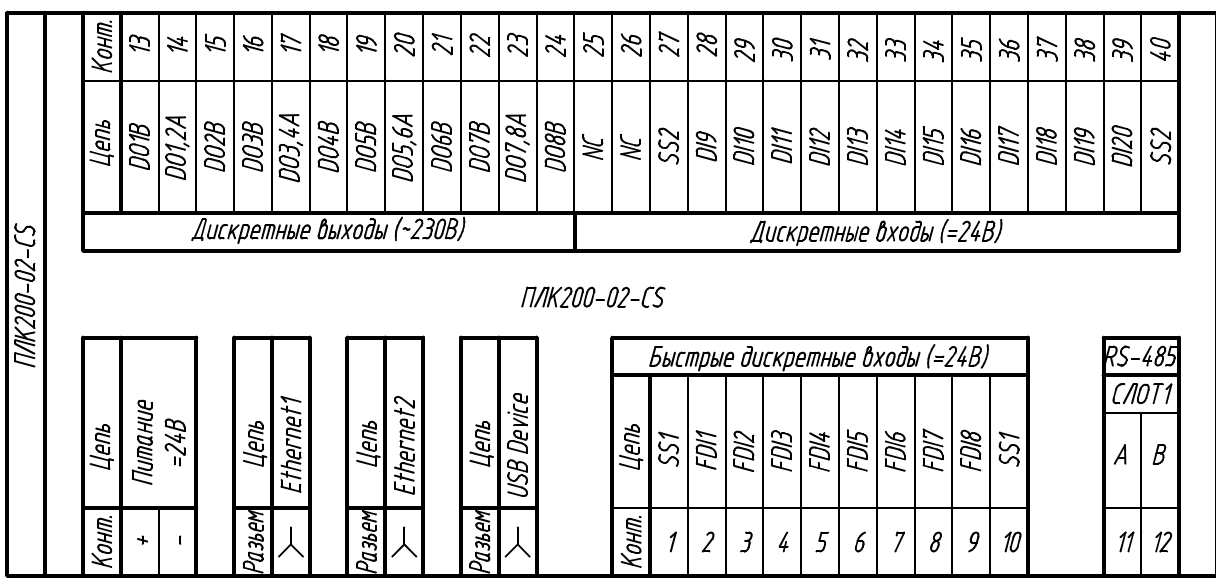 ПЛК200-02-CS
Конт. 13 14 15 16 17 18 19 20 21 22 23 24 25 26 27 28 29 30 31 32 33 34 35 36 37 38 39 40
Цепь DO1B DO1,2A DO2B DO3B DO3,4A DO4B DO5B DO5,6A DO6B DO7B DO7,8A DO8B NC NC SS2 DI9 DI10 DI11 DI12 DI13 DI14 DI15 DI16 DI17 DI18 DI19 DI20 SS2
Дискретные выходы (~230В) Дискретные входы (=24В)
ПЛК200-02-CS
Цепь Питание =24В
Конт. + -
Цепь Ethernet1
Разьем
Цепь Ethernet2
Разьем
Цепь USB Device
Разьем
Быстрые дискретные входы (=24В)
Цепь SS1 FDI1 FDI2 FDI3 FDI4 FDI5 FDI6 FDI7 FDI8 SS1
Конт. 1 2 3 4 5 6 7 8 9 10
RS-485
СЛОТ1
A B
11 12